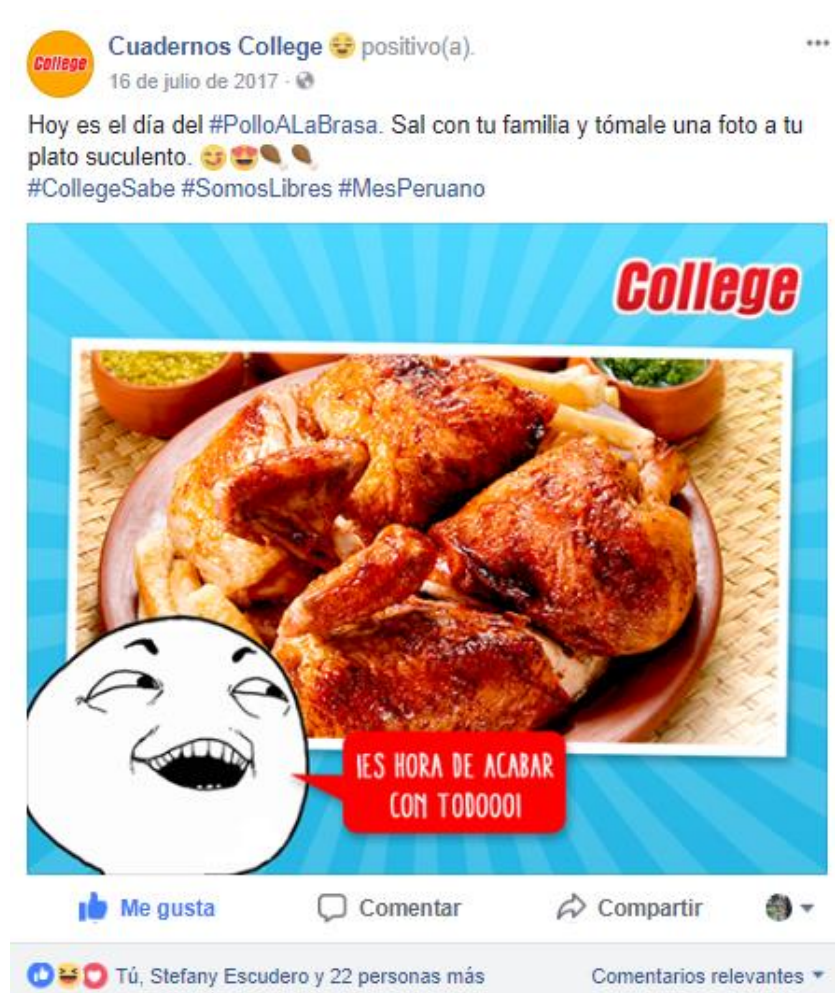 College
Cuadernos College 😌 positivo(a).
16 de julio de 2017 ·
Hoy es el día del #PolloALaBrasa. Sal con tu familia y tómale una foto a tu
plato suculento. 😋😍🍗🍗
#CollegeSabe #SomosLibres #MesPeruano
College
¡ES HORA DE ACABAR
CON TODOOO!
Me gusta
Comentar
Compartir
Tú, Stefany Escudero y 22 personas más
Comentarios relevantes